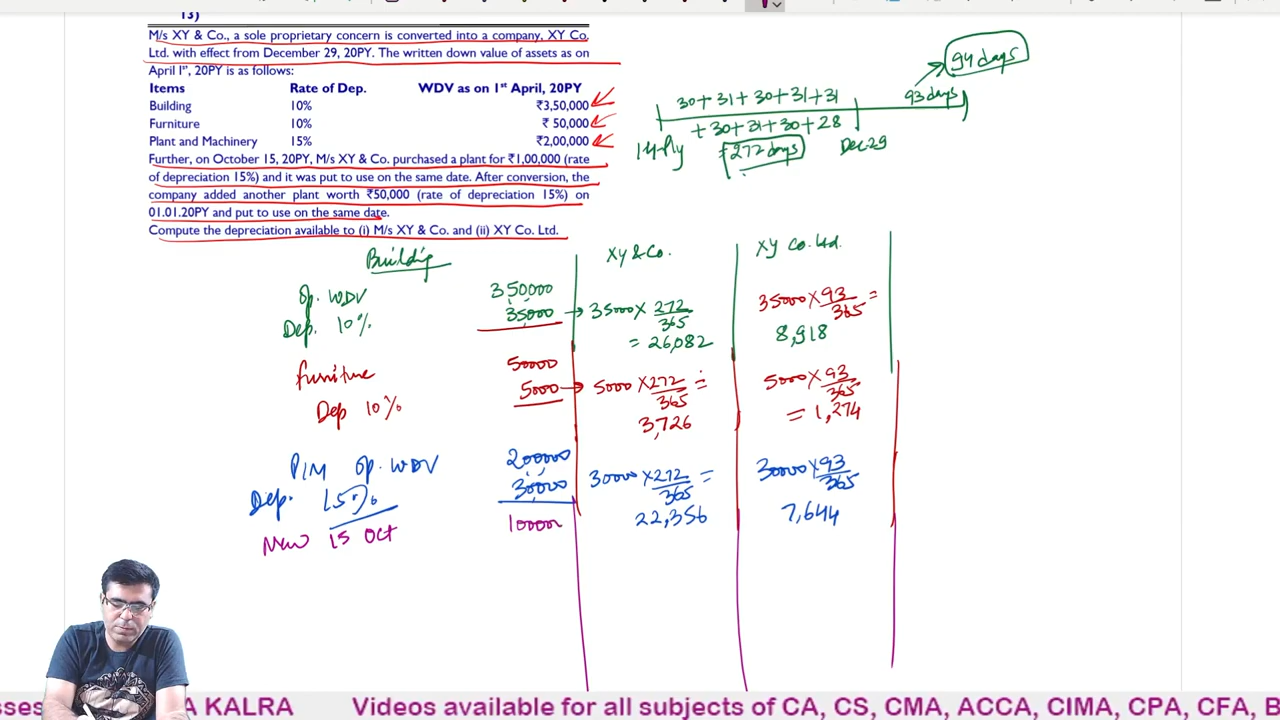 13)
M/s XY & Co., a sole proprietary concern is converted into a company, XY Co.
Ltd. with effect from December 29, 20PY. The written down value of assets as on
April 1st, 20PY is as follows:
Items Rate of Dep. WDV as on 1st April, 20PY
Building 10% ₹3,50,000
Furniture 10% ₹ 50,000
Plant and Machinery 15% ₹2,00,000
Further, on October 15, 20PY, M/s XY & Co. purchased a plant for ₹1,00,000 (rate
of depreciation 15%) and it was put to use on the same date. After conversion, the
company added another plant worth ₹50,000 (rate of depreciation 15%) on
01.01.20PY and put to use on the same date.
Compute the depreciation available to (i) M/s XY & Co. and (ii) XY Co. Ltd.
94 days
30+31+30+31+31 93 days
+30+31+30+28
=272 days Dec 29
Building XY & Co. XY Co. Ltd.
Op. WDV 350000
Dep. 10% 35,000 → 35000 × 272/365 35000 × 93/365 =
= 26,082 8,918
furniture 50000
Dep 10% 5000 → 5000 × 272/365 = 5000 × 93/365
3,726 = 1,274
P/M Op. WDV 200000
Dep. 15% 30,000 30000 × 272/365 = 30000 × 93/365
22,356 7,644
New 15 Oct 100000
A KALRA Videos available for all subjects of CA, CS, CMA, ACCA, CIMA, CPA, CFA, B